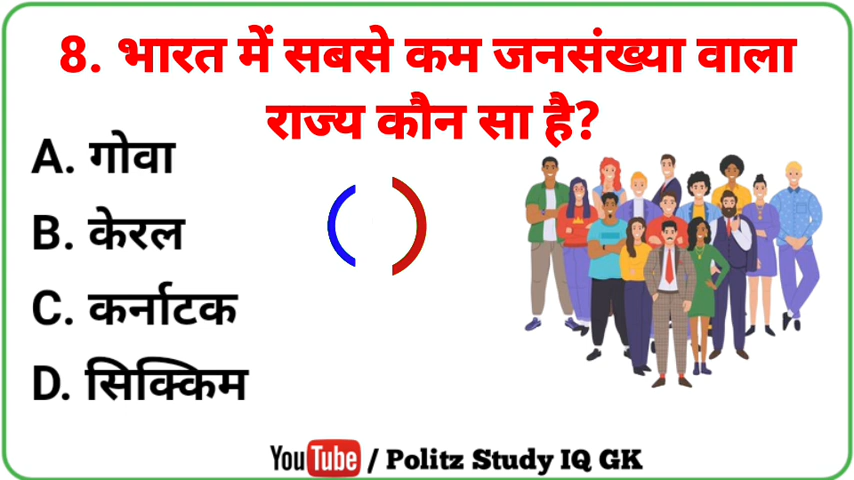 8. भारत में सबसे कम जनसंख्या वाला
राज्य कौन सा है?
A. गोवा
B. केरल
C. कर्नाटक
D. सिक्किम
YouTube / Politz Study IQ GK